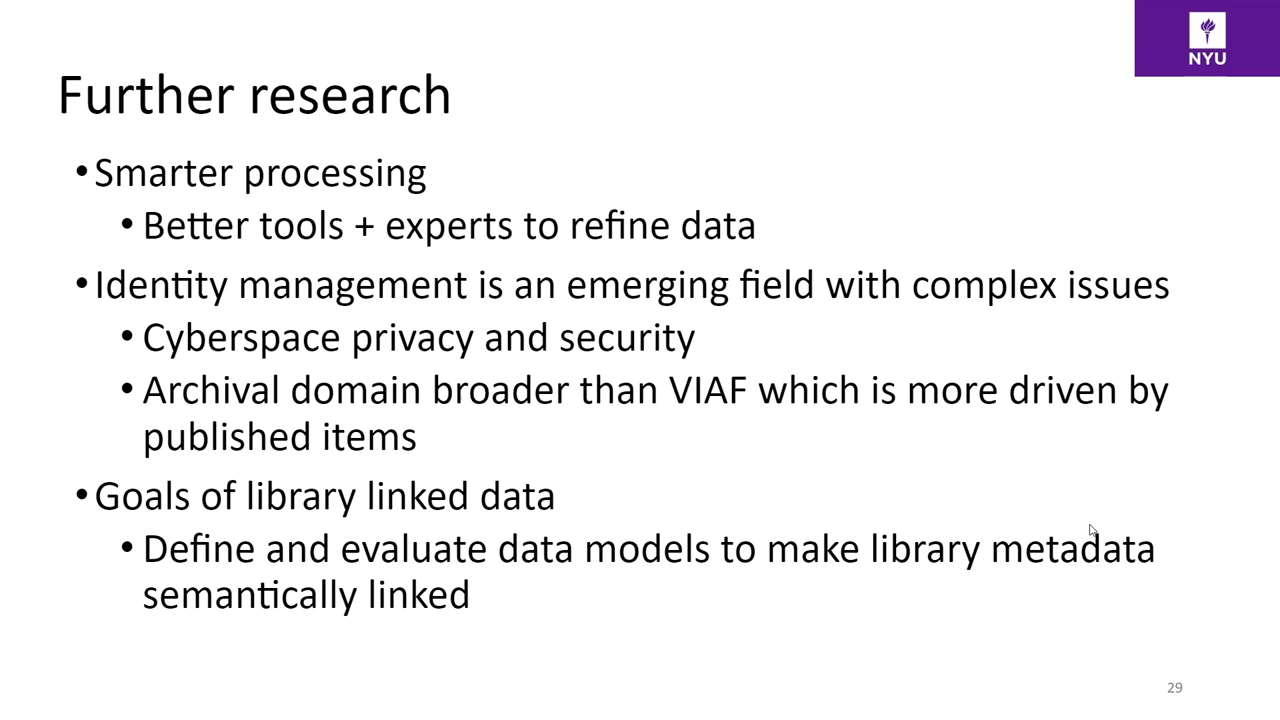 NYU
Further research
• Smarter processing
• Better tools + experts to refine data
• Identity management is an emerging field with complex issues
• Cyberspace privacy and security
• Archival domain broader than VIAF which is more driven by
published items
• Goals of library linked data
• Define and evaluate data models to make library metadata
semantically linked
29